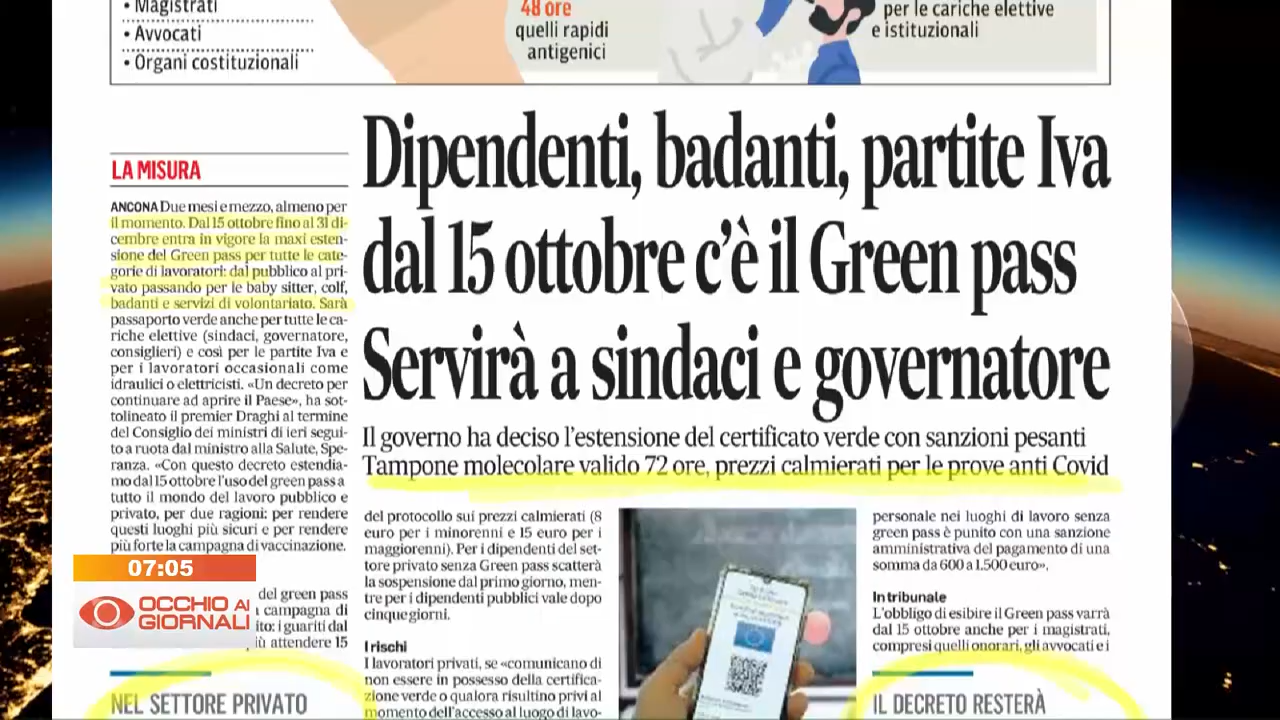 • Magistrati
• Avvocati
• Organi costituzionali
48 ore
quelli rapidi
antigenici
per le cariche elettive
e istituzionali
LA MISURA
Dipendenti, badanti, partite Iva
dal 15 ottobre c'è il Green pass
Servirà a sindaci e governatore
Il governo ha deciso l'estensione del certificato verde con sanzioni pesanti
Tampone molecolare valido 72 ore, prezzi calmierati per le prove anti Covid
ANCONA Due mesi e mezzo, almeno per
il momento. Dal 15 ottobre fino al 31 di-
cembre entra in vigore la maxi esten-
sione del Green pass per tutte le cate-
gorie di lavoratori: dal pubblico al pri-
vato passando per le baby sitter, colf,
badanti e servizi di volontariato. Sarà
passaporto verde anche per tutte le ca-
riche elettive (sindaci, governatore,
consiglieri) e così per le partite Iva e
per i lavoratori occasionali come
idraulici o elettricisti. «Un decreto per
continuare ad aprire il Paese», ha sot-
tolineato il premier Draghi al termine
del Consiglio dei ministri di ieri segui-
to a ruota dal ministro alla Salute, Spe-
ranza. «Con questo decreto estendia-
mo dal 15 ottobre l'uso del green pass a
tutto il mondo del lavoro pubblico e
privato, per due ragioni: per rendere
questi luoghi più sicuri e per rendere
più forte la campagna di vaccinazione.
07:05
OCCHIO AI
GIORNALI
del green pass
campagna di
ito: i guariti dal
iù attendere 15
NEL SETTORE PRIVATO
del protocollo sui prezzi calmierati (8
euro per i minorenni e 15 euro per i
maggiorenni). Per i dipendenti del set-
tore privato senza Green pass scatterà
la sospensione dal primo giorno, men-
tre per i dipendenti pubblici vale dopo
cinque giorni.
I rischi
I lavoratori privati, se «comunicano di
non essere in possesso della certifica-
zione verde o qualora risultino privi al
momento dell'accesso al luogo di lavo-
personale nei luoghi di lavoro senza
green pass è punito con una sanzione
amministrativa del pagamento di una
somma da 600 a 1.500 euro».
In tribunale
L'obbligo di esibire il Green pass varrà
dal 15 ottobre anche per i magistrati,
compresi quelli onorari, gli avvocati e i
IL DECRETO RESTERÀ